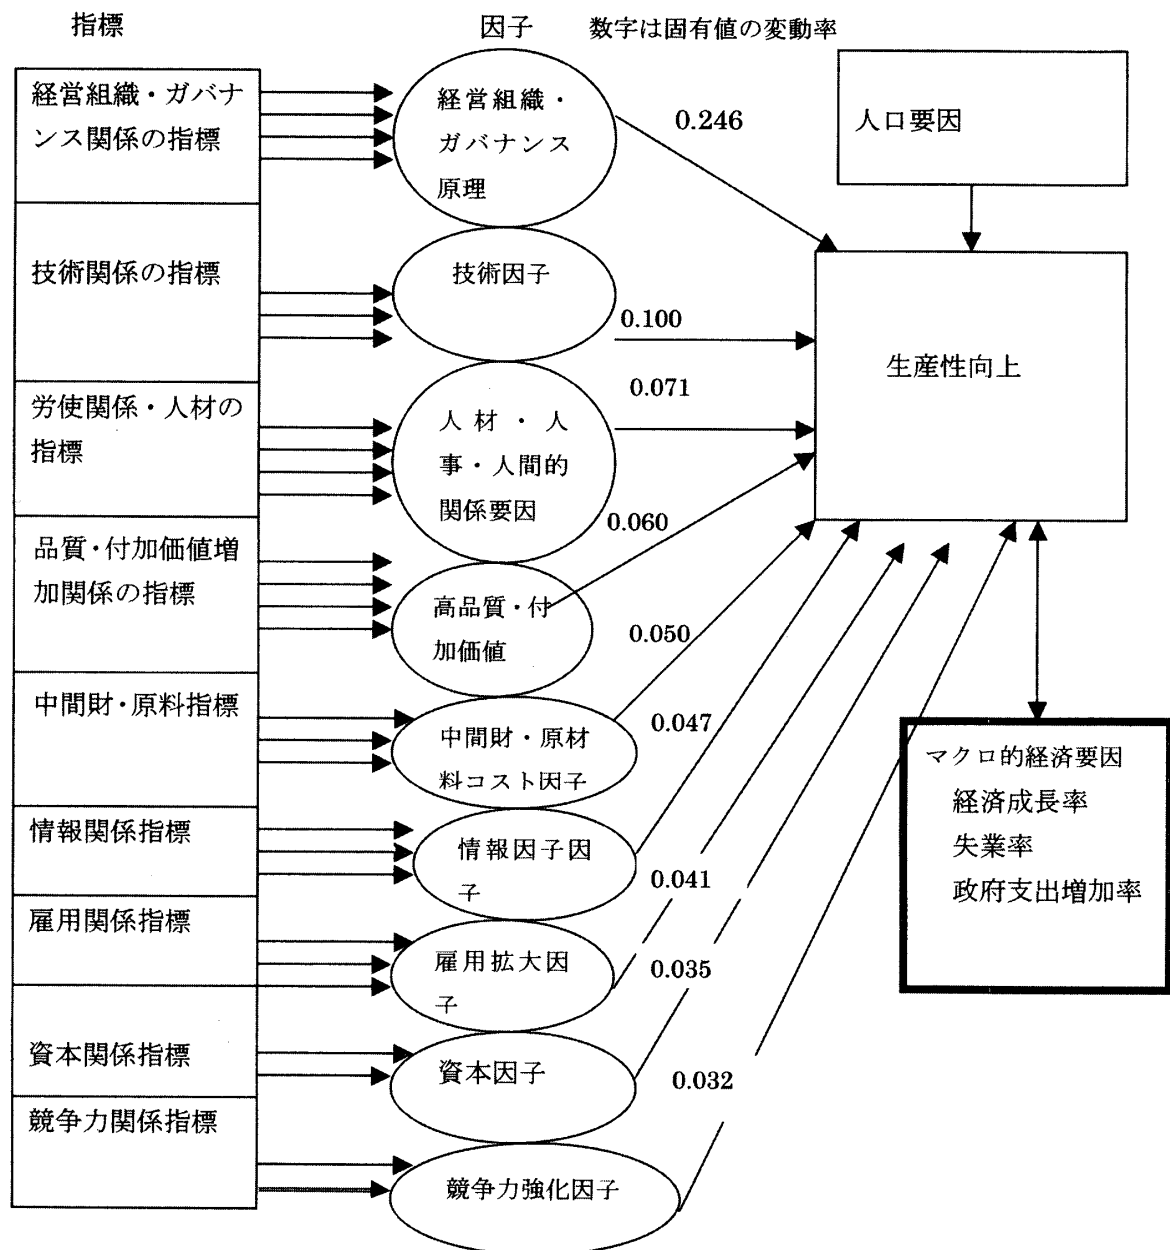 指標
因子
数字は固有値の変動率
経営組織・ガバナ
ンス関係の指標
技術関係の指標
労使関係・人材の
指標
品質・付加価値増
加関係の指標
中間財・原料指標
情報関係指標
雇用関係指標
資本関係指標
競争力関係指標
経営組織・
ガバナンス
原理
技術因子
人材・人
事・人間的
関係要因
高品質・付
加価値
中間財・原材
料コスト因子
情報因子因
子
雇用拡大因
子
資本因子
競争力強化因子
0.246
0.100
0.071
0.060
0.050
0.047
0.041
0.035
0.032
人口要因
生産性向上
マクロ的経済要因
経済成長率
失業率
政府支出増加率